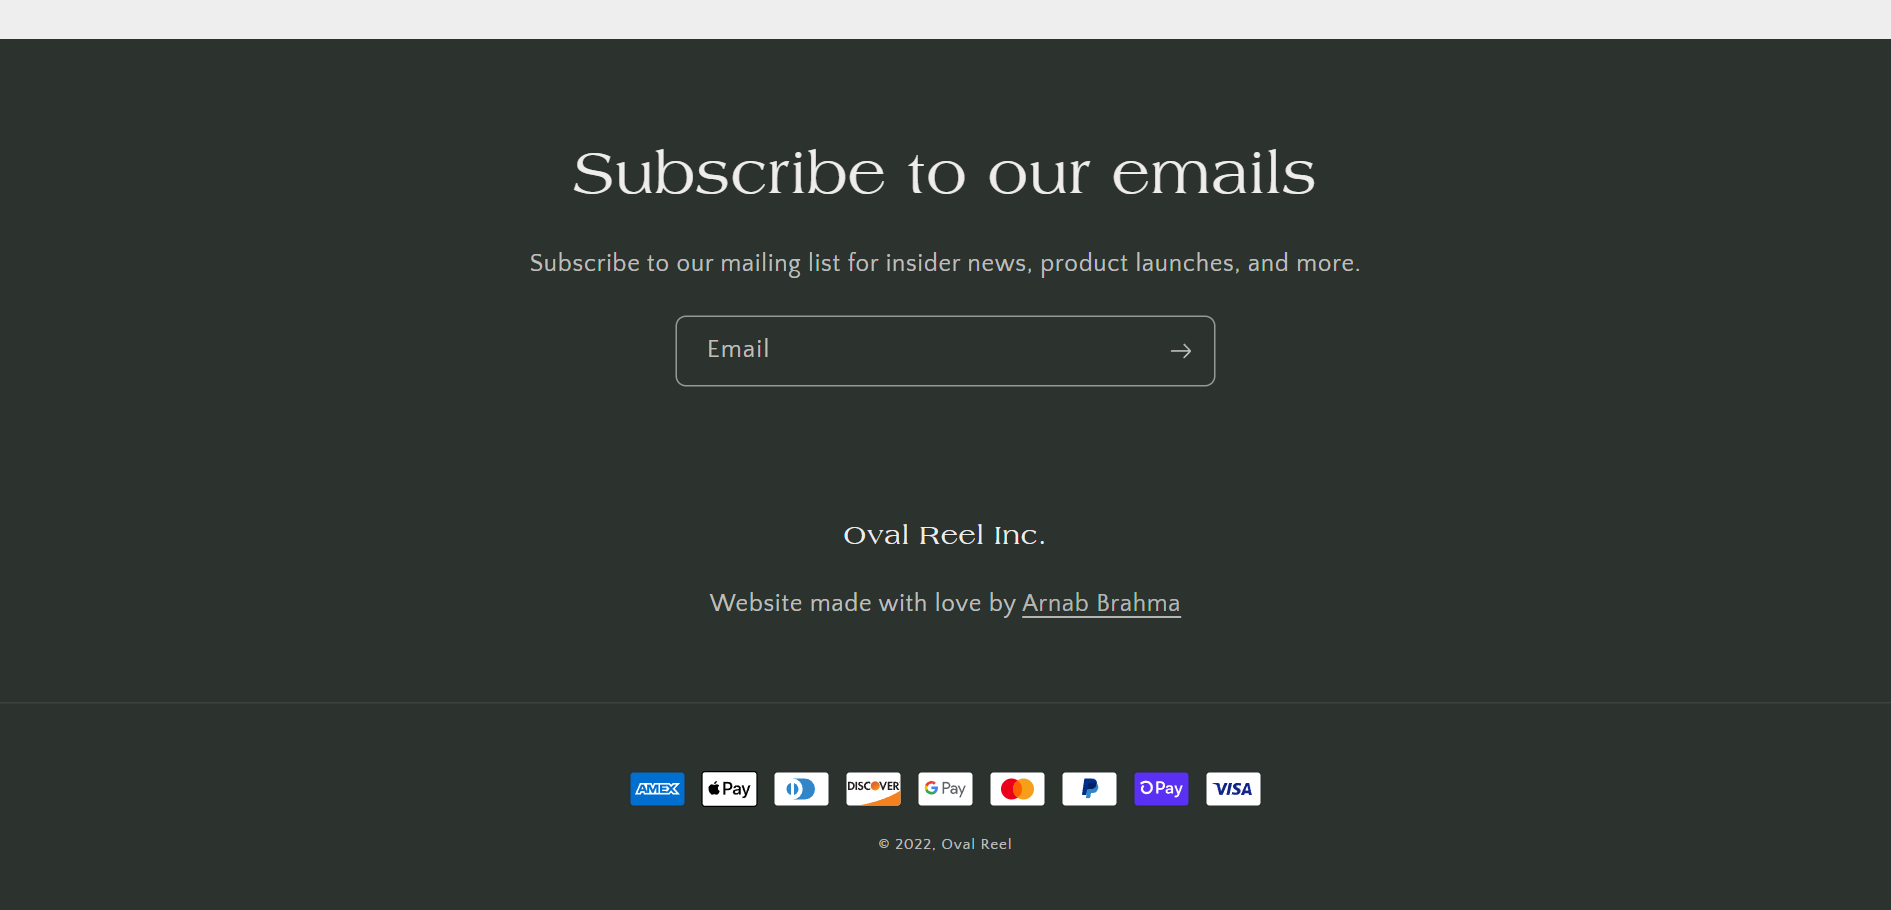 Subscribe to our emails
Subscribe to our mailing list for insider news, product launches, and more.
Email
Oval Reel Inc.
Website made with love by Arnab Brahma
AMEX Pay DISCOVER G Pay Pay VISA
© 2022, Oval Reel